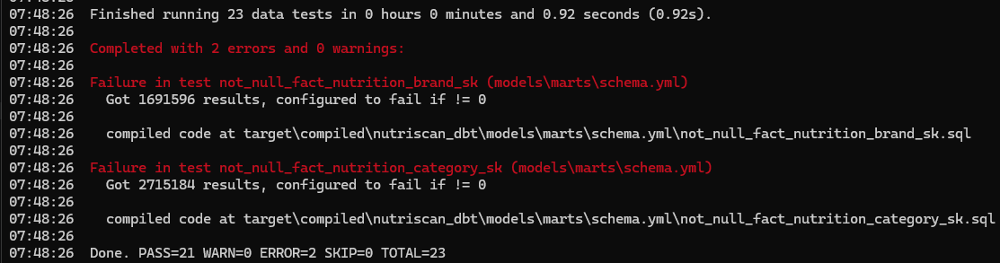 07:48:26 Finished running 23 data tests in 0 hours 0 minutes and 0.92 seconds (0.92s).
07:48:26
07:48:26 Completed with 2 errors and 0 warnings:
07:48:26
07:48:26 Failure in test not_null_fact_nutrition_brand_sk (models\marts\schema.yml)
07:48:26   Got 1691596 results, configured to fail if != 0
07:48:26
07:48:26   compiled code at target\compiled\nutriscan_dbt\models\marts\schema.yml\not_null_fact_nutrition_brand_sk.sql
07:48:26
07:48:26 Failure in test not_null_fact_nutrition_category_sk (models\marts\schema.yml)
07:48:26   Got 2715184 results, configured to fail if != 0
07:48:26
07:48:26   compiled code at target\compiled\nutriscan_dbt\models\marts\schema.yml\not_null_fact_nutrition_category_sk.sql
07:48:26
07:48:26 Done. PASS=21 WARN=0 ERROR=2 SKIP=0 TOTAL=23